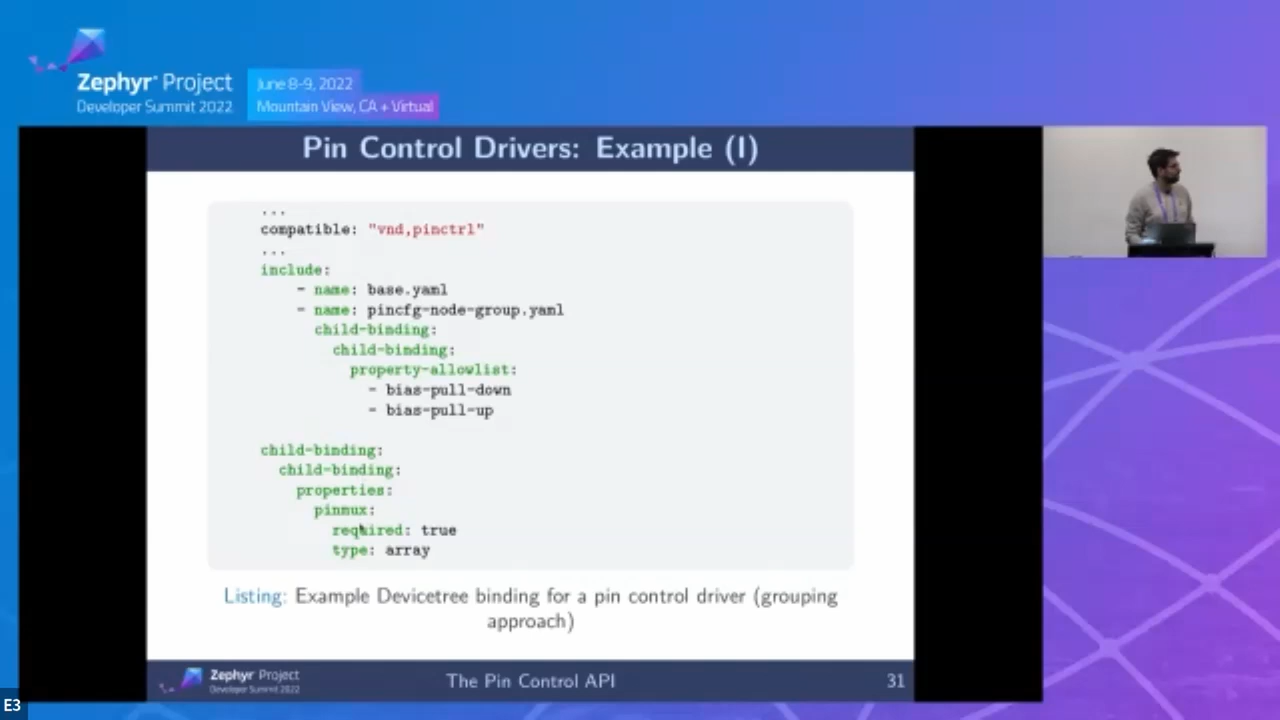 Zephyr® Project
Developer Summit 2022
June 8-9, 2022
Mountain View, CA + Virtual
Pin Control Drivers: Example (I)
...
compatible: "vnd,pinctrl"
...
include:
- name: base.yaml
- name: pincfg-node-group.yaml
child-binding:
child-binding:
property-allowlist:
- bias-pull-down
- bias-pull-up
child-binding:
child-binding:
properties:
pinmux:
required: true
type: array
Listing: Example Devicetree binding for a pin control driver (grouping
approach)
Zephyr Project
Developer Summit 2022
The Pin Control API
31
E3